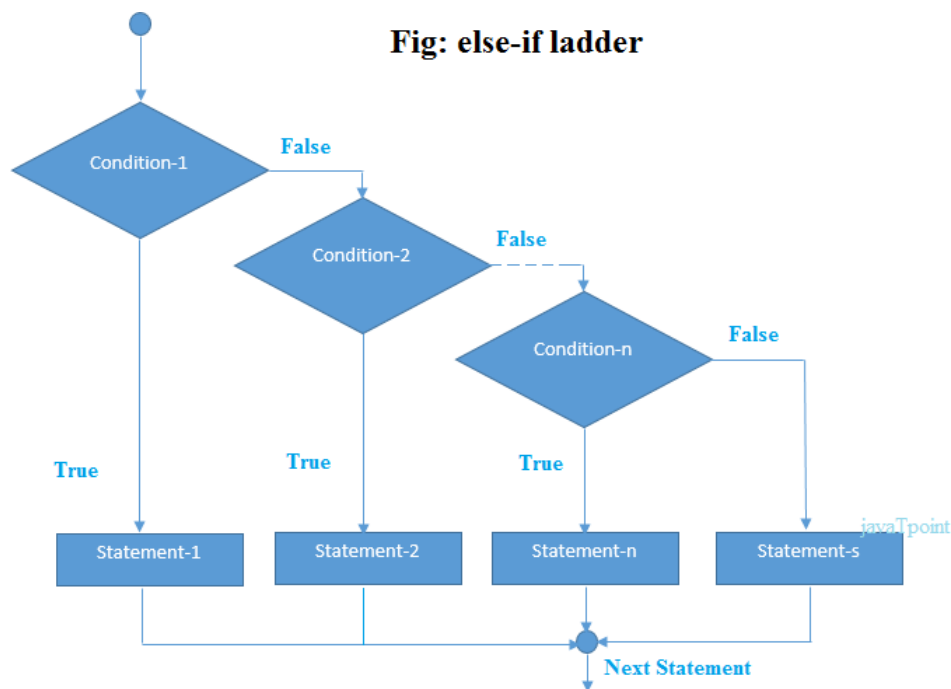 Fig: else-if ladder
Condition-1
False
Condition-2
False
Condition-n
False
True
True
True
javaTpoint
Statement-1
Statement-2
Statement-n
Statement-s
Next Statement